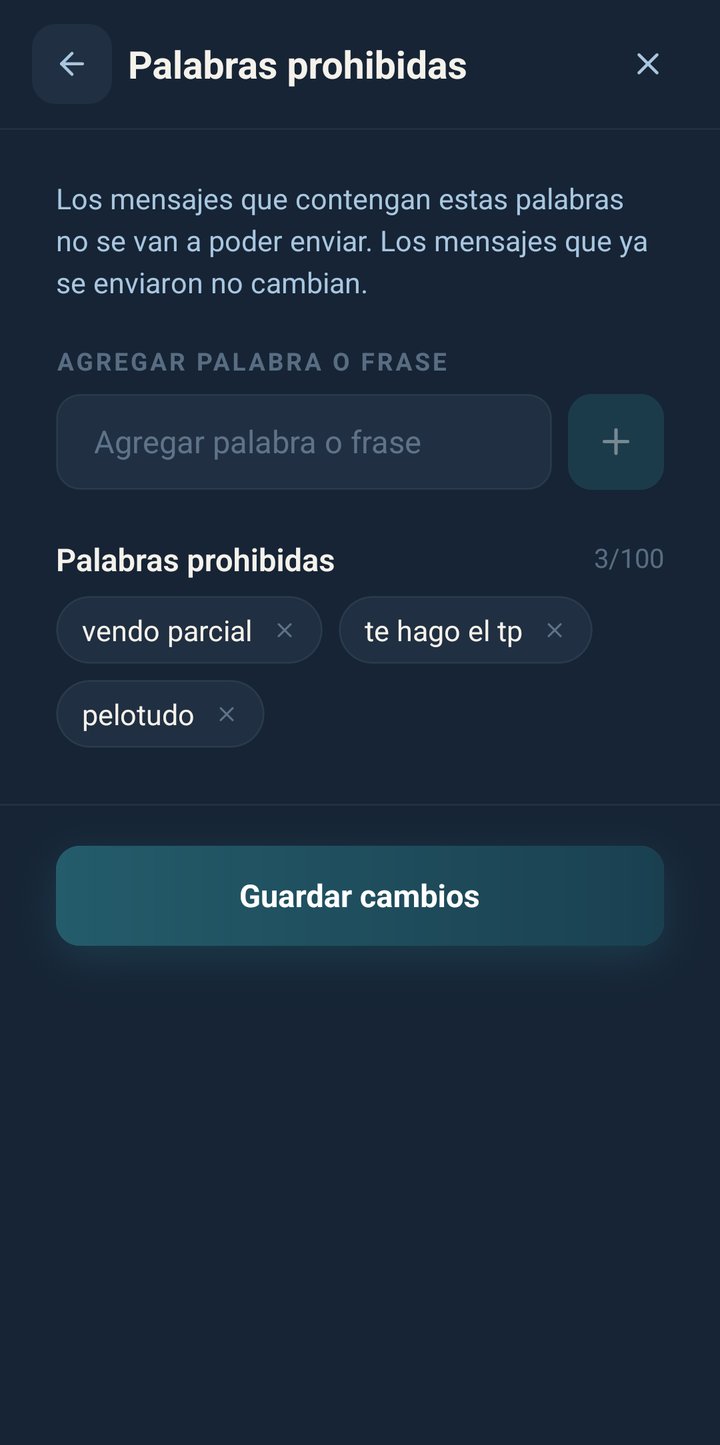 Palabras prohibidas
Los mensajes que contengan estas palabras
no se van a poder enviar. Los mensajes que ya
se enviaron no cambian.
AGREGAR PALABRA O FRASE
Agregar palabra o frase
Palabras prohibidas 3/100
vendo parcial te hago el tp
pelotudo
Guardar cambios